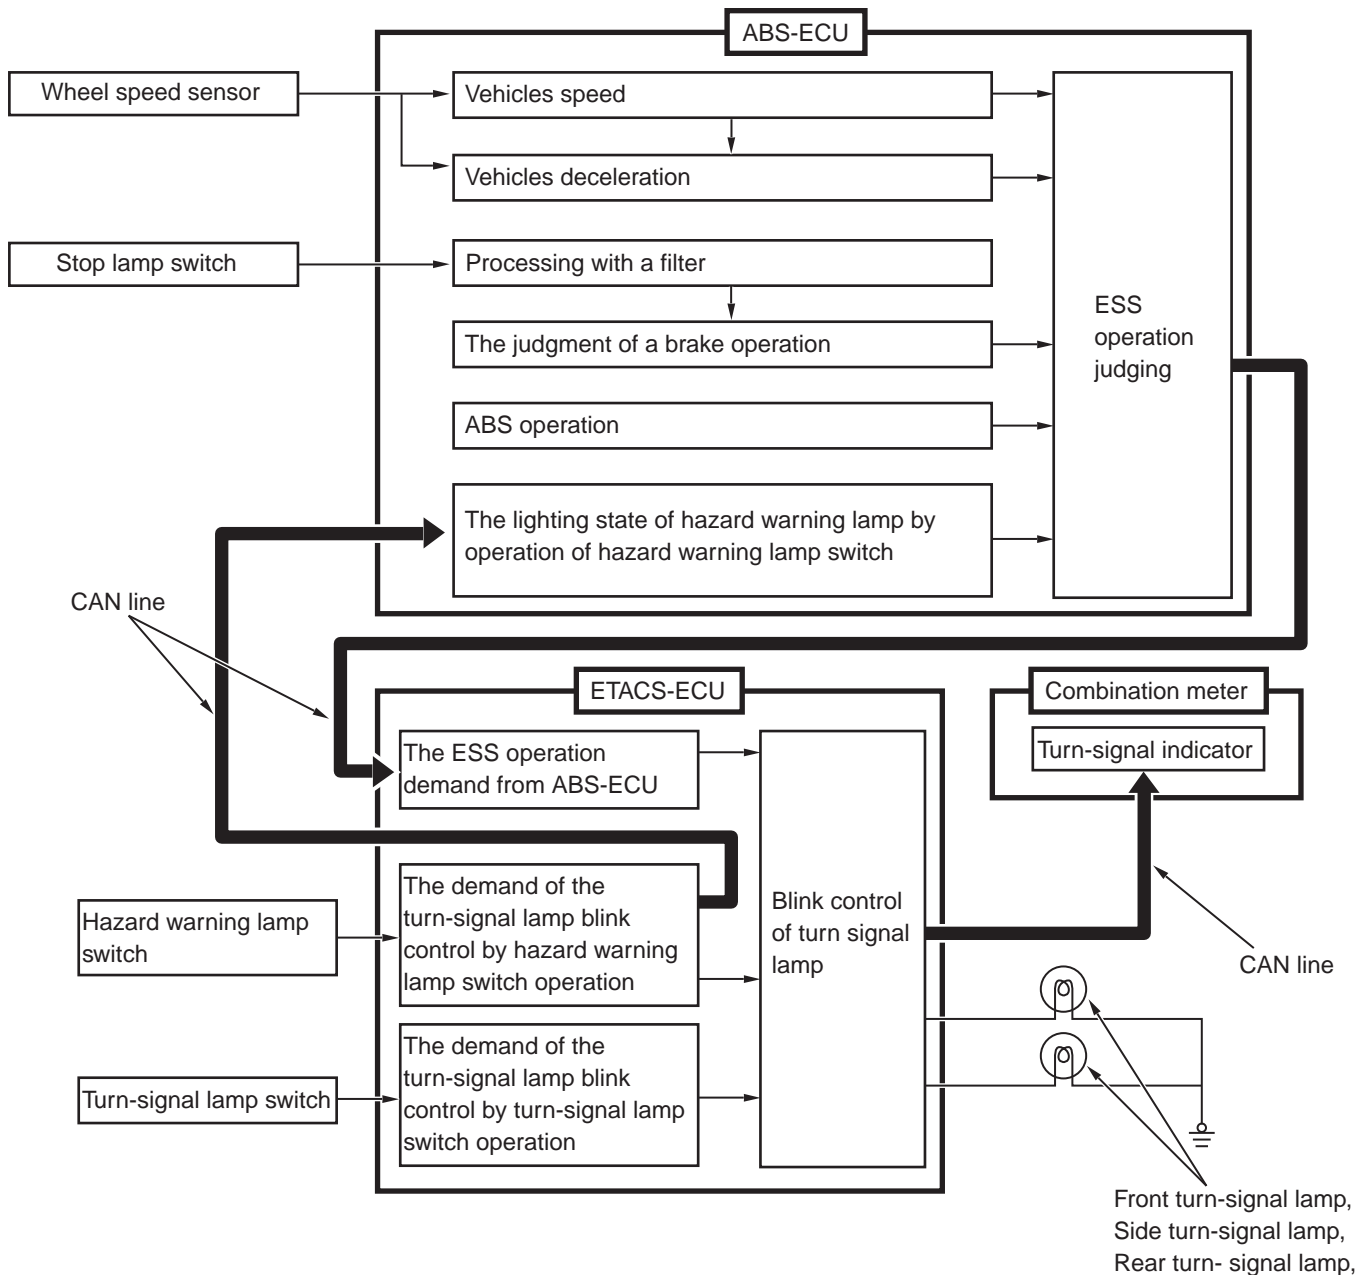 ABS-ECU
Wheel speed sensor
Vehicles speed
Vehicles deceleration
Stop lamp switch
Processing with a filter
The judgment of a brake operation
ESS
operation
judging
ABS operation
The lighting state of hazard warning lamp by
operation of hazard warning lamp switch
CAN line
ETACS-ECU
Combination meter
The ESS operation
demand from ABS-ECU
Turn-signal indicator
The demand of the
turn-signal lamp blink
control by hazard warning
lamp switch operation
Hazard warning lamp
switch
Blink control
of turn signal
lamp
CAN line
The demand of the
turn-signal lamp blink
control by turn-signal lamp
switch operation
Turn-signal lamp switch
Front turn-signal lamp,
Side turn-signal lamp,
Rear turn- signal lamp,